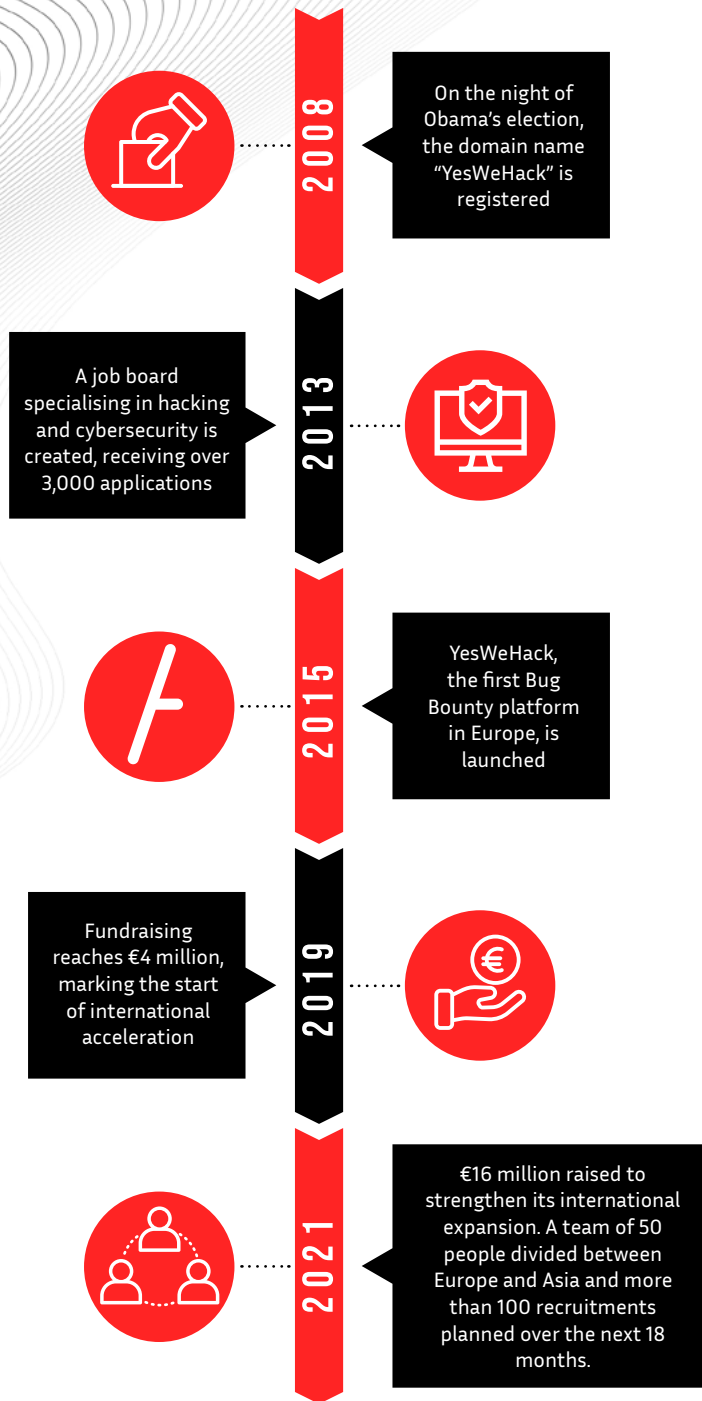 2008
On the night of
Obama’s election,
the domain name
“YesWeHack” is
registered
2013
A job board
specialising in hacking
and cybersecurity is
created, receiving over
3,000 applications
2015
YesWeHack,
the first Bug
Bounty platform
in Europe, is
launched
2019
Fundraising
reaches €4 million,
marking the start
of international
acceleration
€
2021
€16 million raised to
strengthen its international
expansion. A team of 50
people divided between
Europe and Asia and more
than 100 recruitments
planned over the next 18
months.